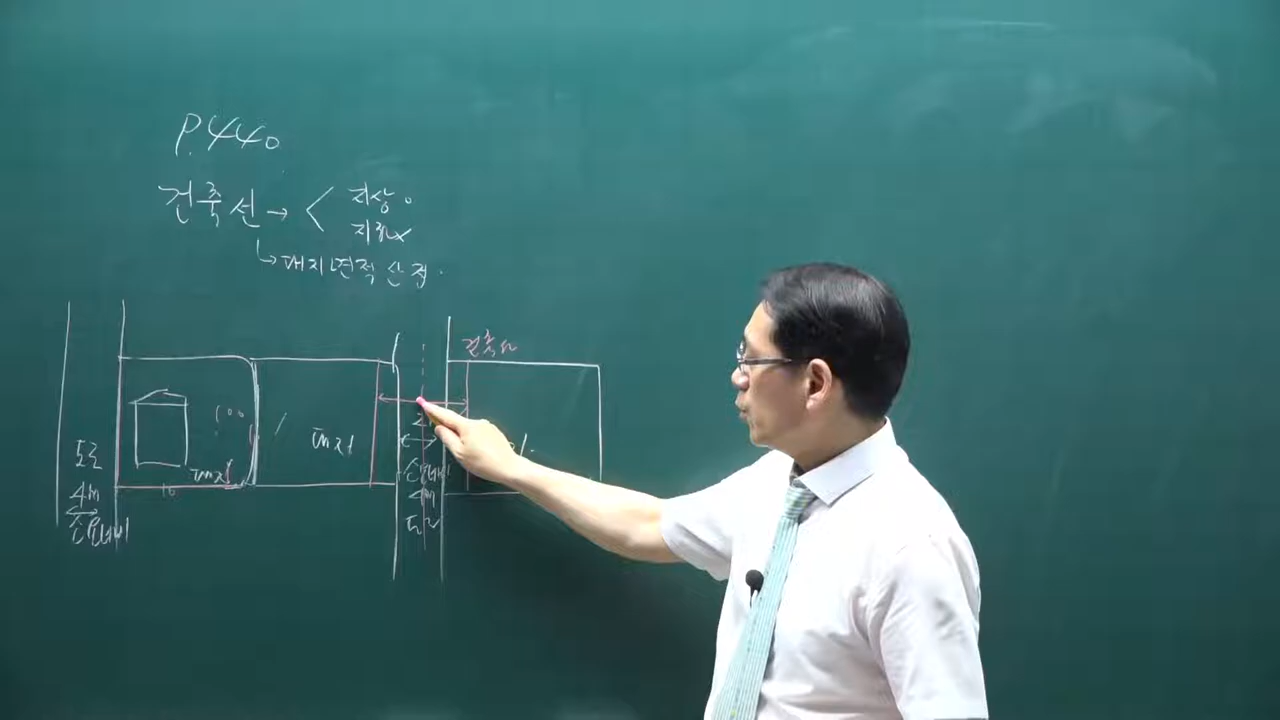 P.440
건축선 → < 지상 o
지하 x
↳ 대지면적 산정.
건축선
100
대지
대지
10
도로
4m
소요너비
2
소요너비
4m
도로